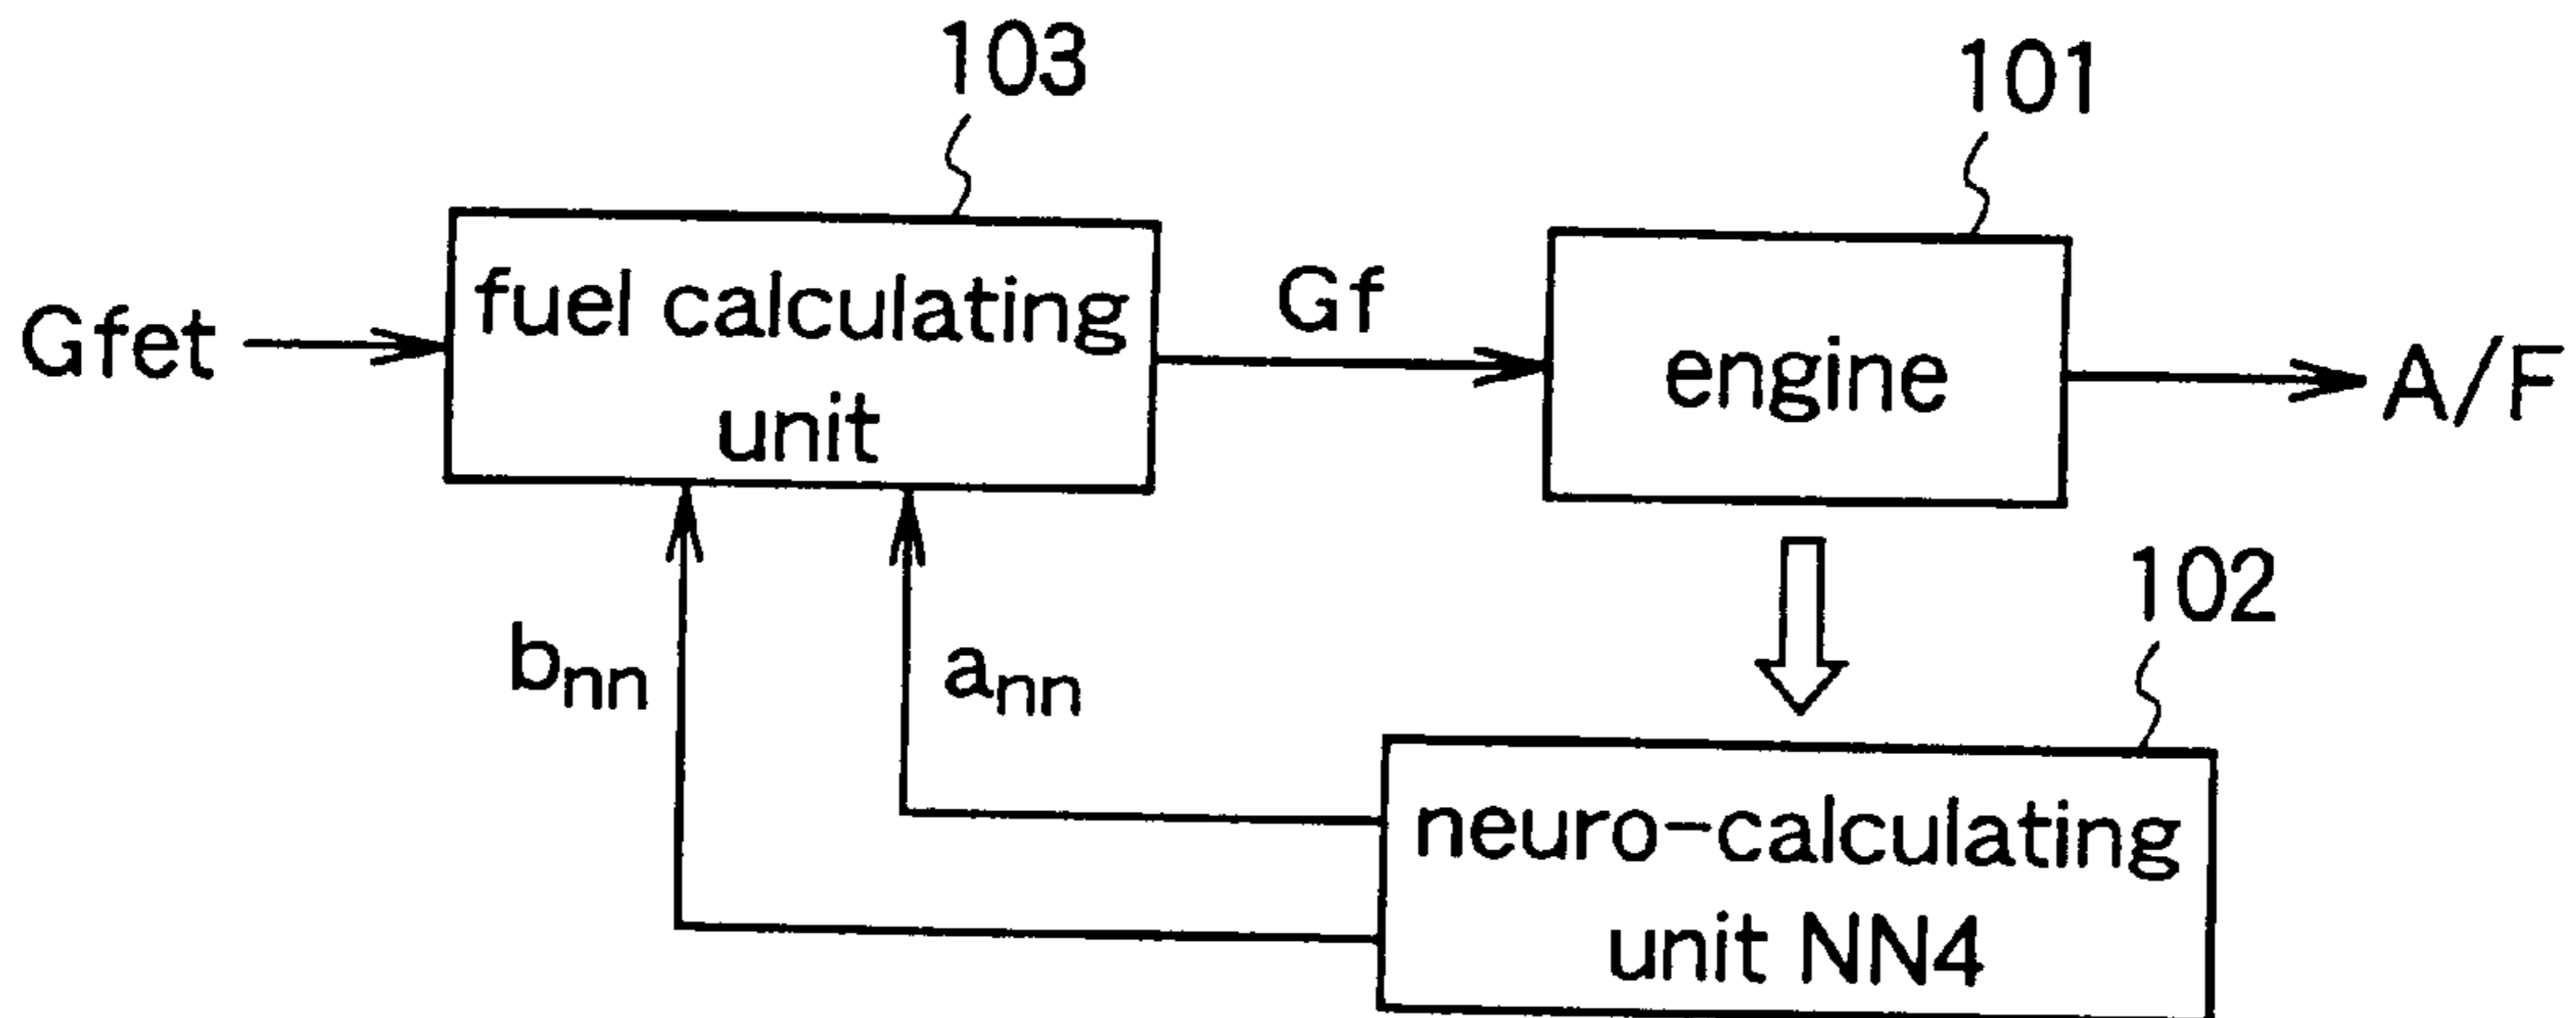 103
101
Gfet
fuel calculating
unit
Gf
engine
A/F
102
bnn
ann
neuro-calculating
unit NN4